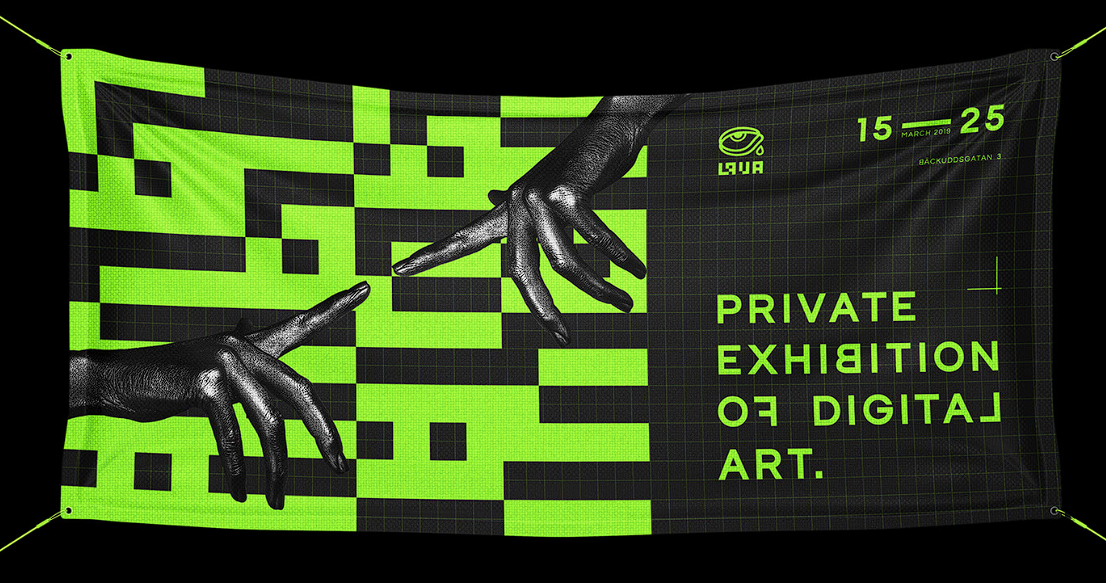 LAVA
15 — 25
MARCH 2019
BÄCKUDDSGATAN 3
PRIVATE
EXHIBITION
OF DIGITAL
ART.